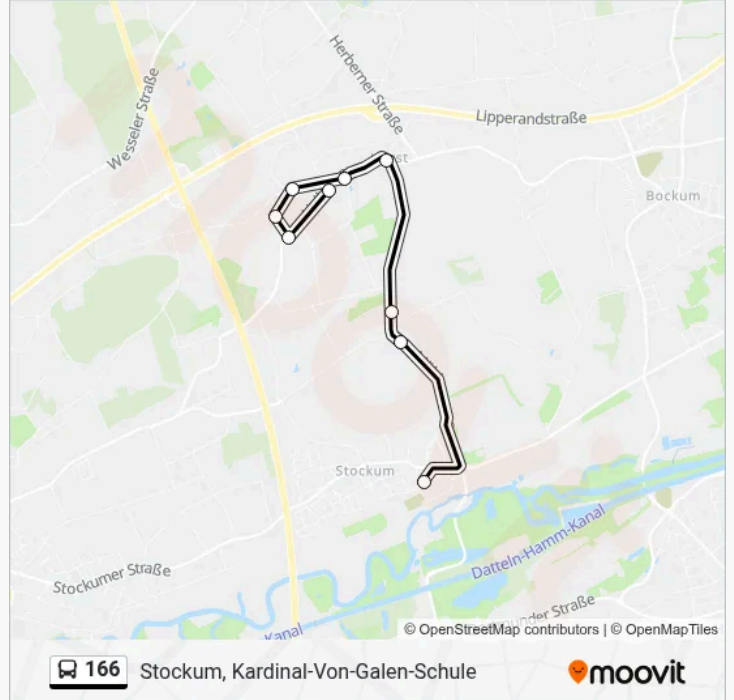 Herberner Straße
Wesseler Straße
Lipperandstraße
Bockum
Stockum
Datteln-Hamm-Kanal
Stockumer Straße
Straße
Kanal
© OpenStreetMap contributors | © OpenMapTiles
166 Stockum, Kardinal-Von-Galen-Schule
moovit